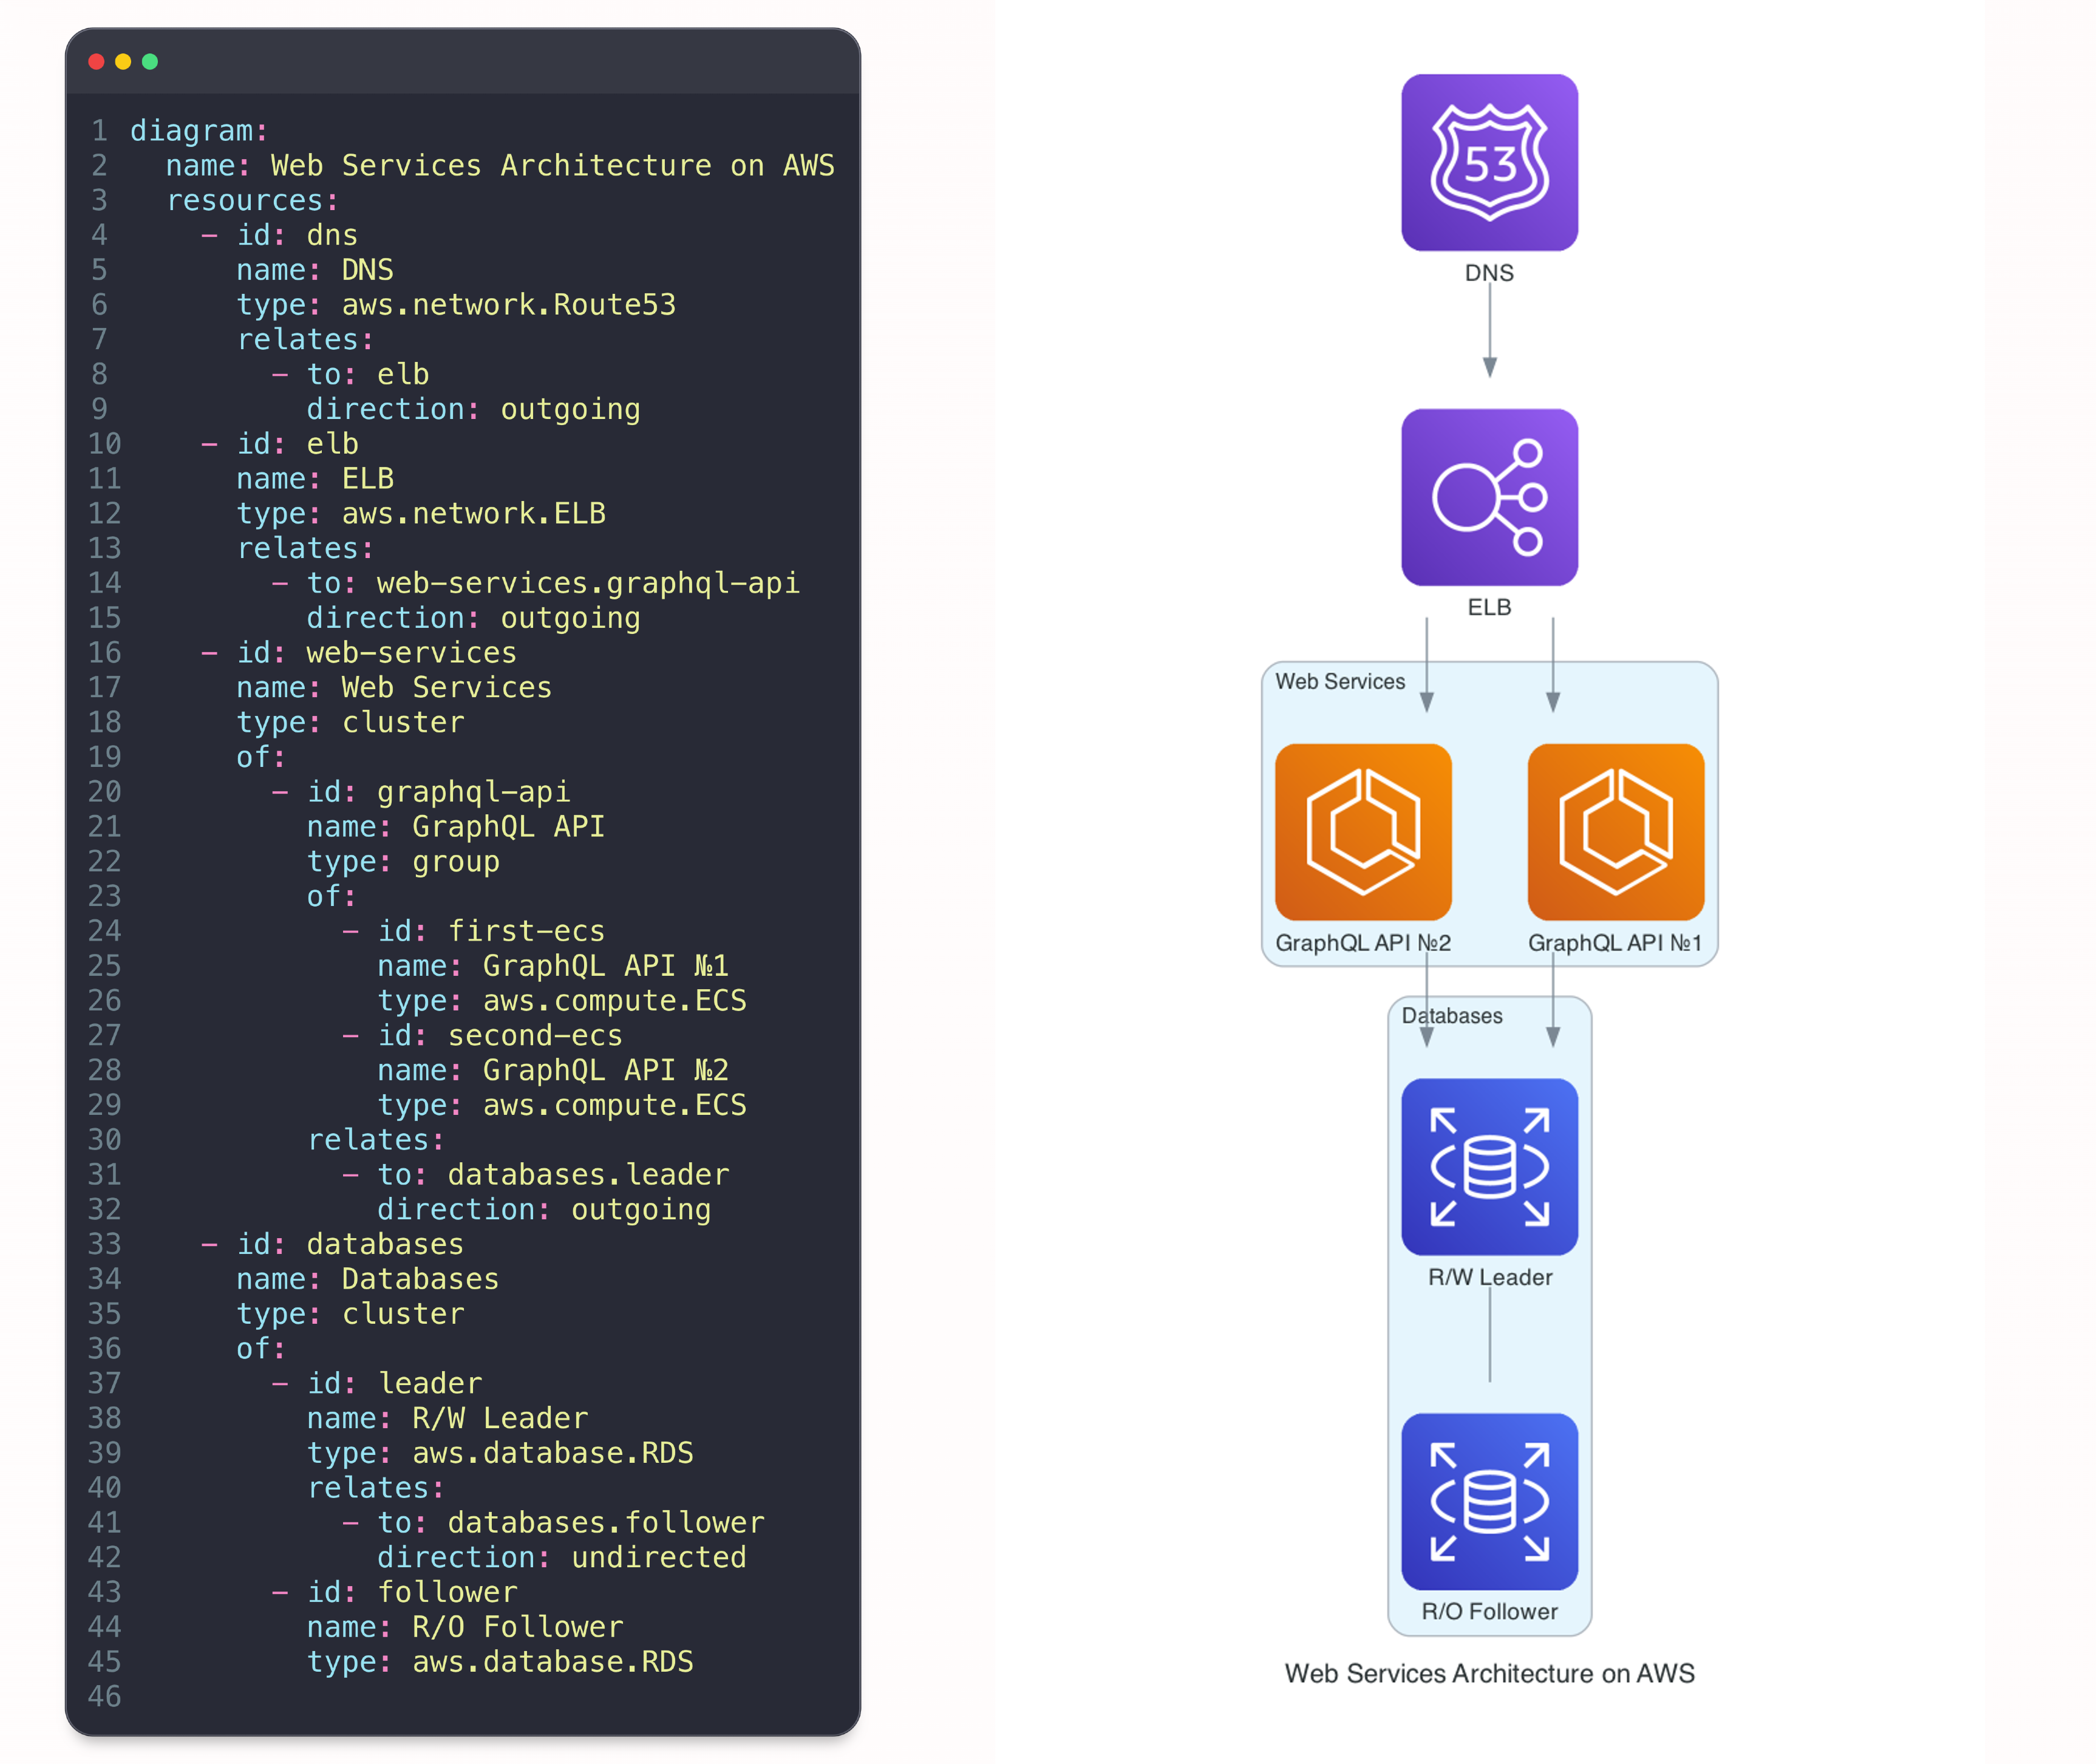 1 diagram:
2   name: Web Services Architecture on AWS
3   resources:
4     - id: dns
5       name: DNS
6       type: aws.network.Route53
7       relates:
8         - to: elb
9           direction: outgoing
10     - id: elb
11       name: ELB
12       type: aws.network.ELB
13       relates:
14         - to: web-services.graphql-api
15           direction: outgoing
16     - id: web-services
17       name: Web Services
18       type: cluster
19       of:
20         - id: graphql-api
21           name: GraphQL API
22           type: group
23           of:
24             - id: first-ecs
25               name: GraphQL API №1
26               type: aws.compute.ECS
27             - id: second-ecs
28               name: GraphQL API №2
29               type: aws.compute.ECS
30           relates:
31             - to: databases.leader
32               direction: outgoing
33     - id: databases
34       name: Databases
35       type: cluster
36       of:
37         - id: leader
38           name: R/W Leader
39           type: aws.database.RDS
40           relates:
41             - to: databases.follower
42               direction: undirected
43         - id: follower
44           name: R/O Follower
45           type: aws.database.RDS
46
53
DNS
ELB
Web Services
GraphQL API №2
GraphQL API №1
Databases
R/W Leader
R/O Follower
Web Services Architecture on AWS